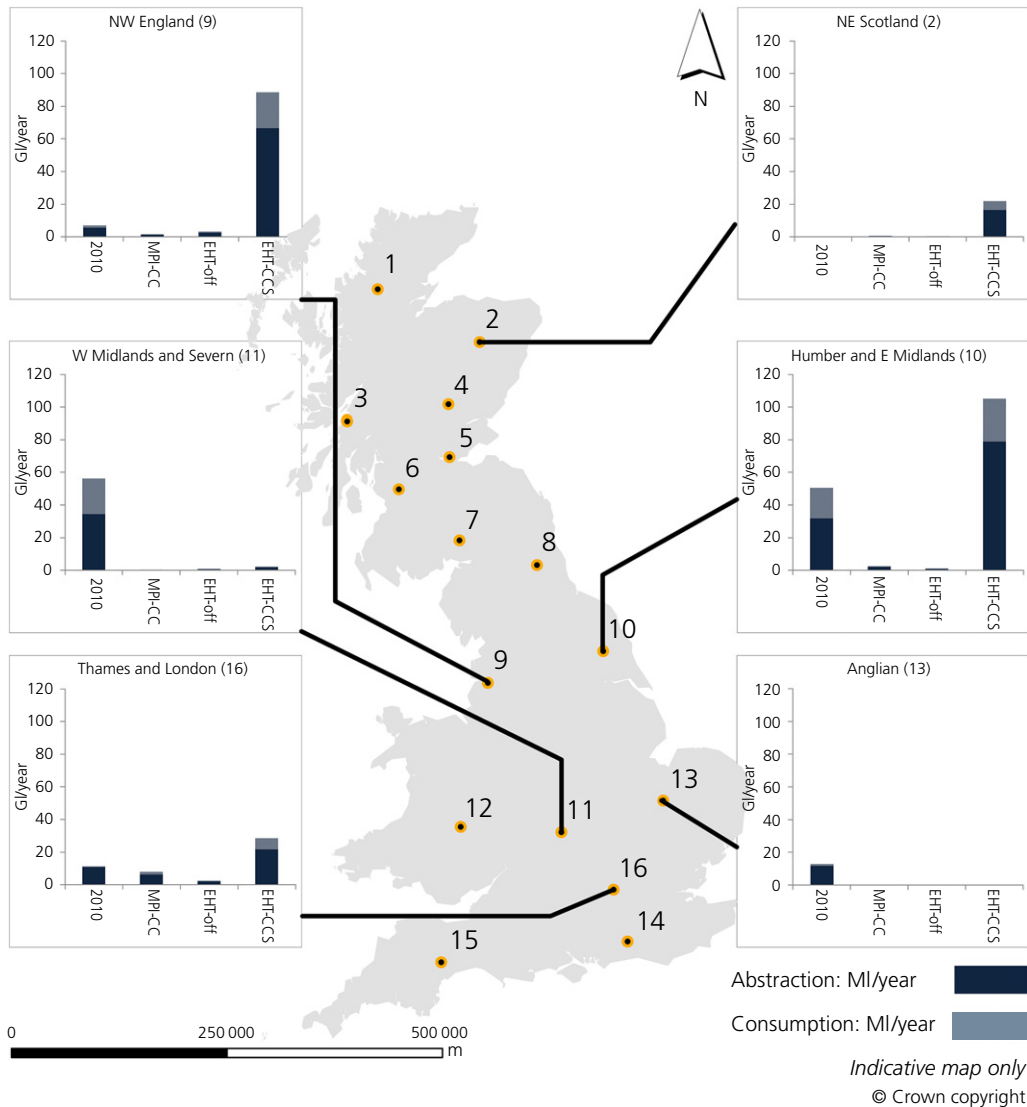 NW England (9)
120
100
80
60
40
20
0
Gl/year
2010
MPI-CC
EHT-off
EHT-CCS
NE Scotland (2)
120
100
80
60
40
20
0
Gl/year
2010
MPI-CC
EHT-off
EHT-CCS
N
W Midlands and Severn (11)
120
100
80
60
40
20
0
Gl/year
2010
MPI-CC
EHT-off
EHT-CCS
Humber and E Midlands (10)
120
100
80
60
40
20
0
Gl/year
2010
MPI-CC
EHT-off
EHT-CCS
Thames and London (16)
120
100
80
60
40
20
0
Gl/year
2010
MPI-CC
EHT-off
EHT-CCS
Anglian (13)
120
100
80
60
40
20
0
Gl/year
2010
MPI-CC
EHT-off
EHT-CCS
1
2
3
4
5
6
7
8
9
10
11
12
13
16
14
15
Abstraction: Ml/year
Consumption: Ml/year
0 250 000 500 000
m
Indicative map only
© Crown copyright